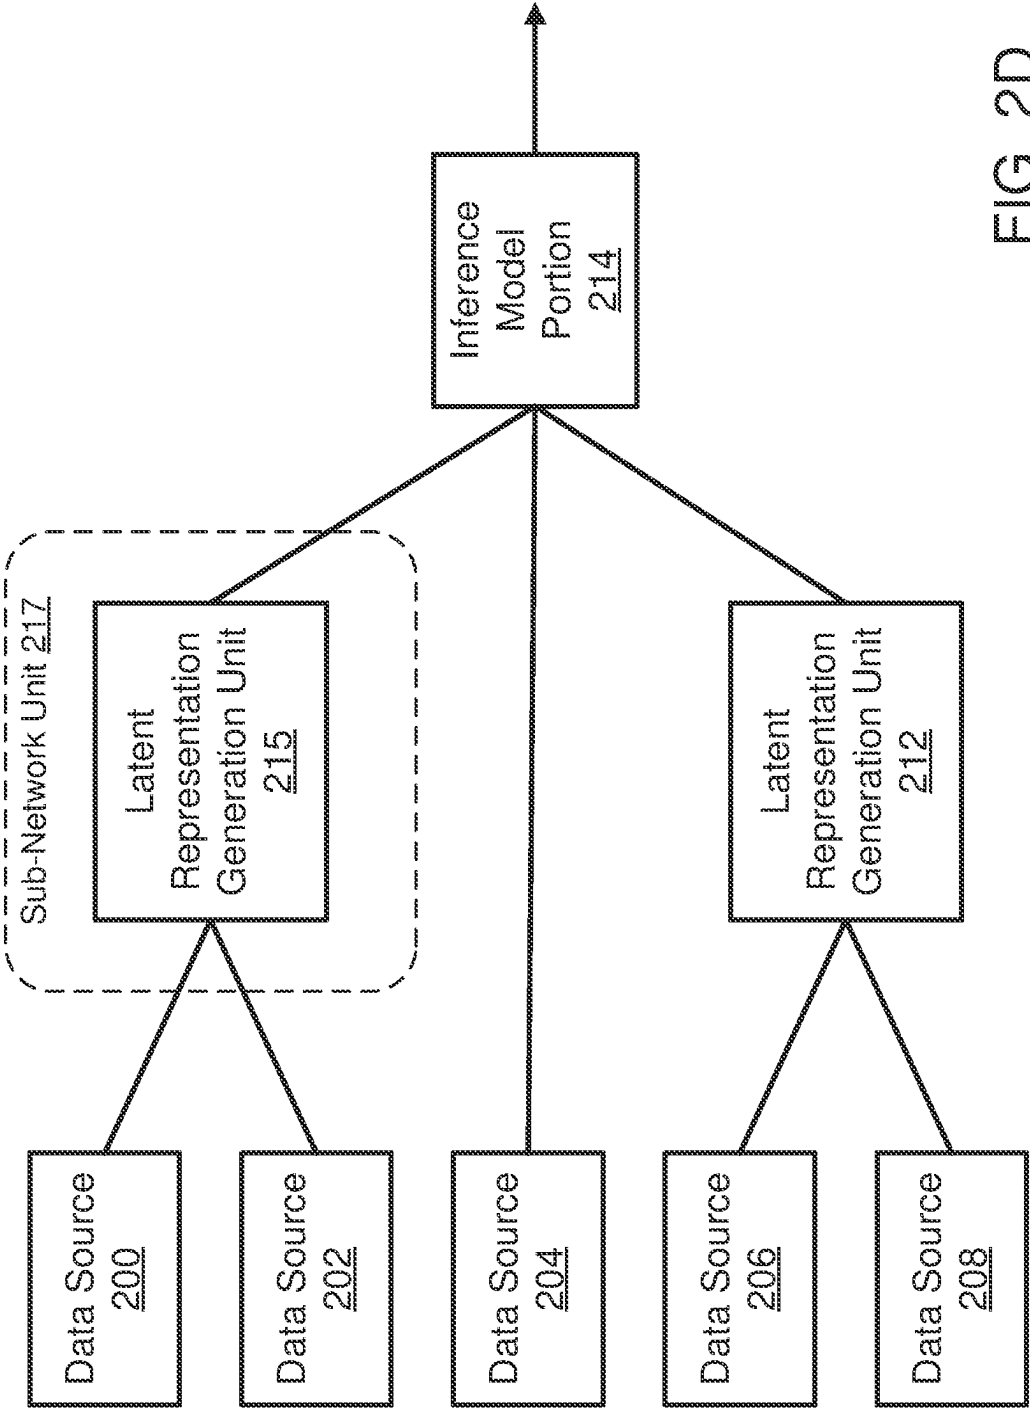 Data Source
200
Data Source
202
Data Source
204
Data Source
206
Data Source
208
Sub-Network Unit 217
Latent
Representation
Generation Unit
215
Latent
Representation
Generation Unit
212
Inference
Model
Portion
214
FIG. 2D